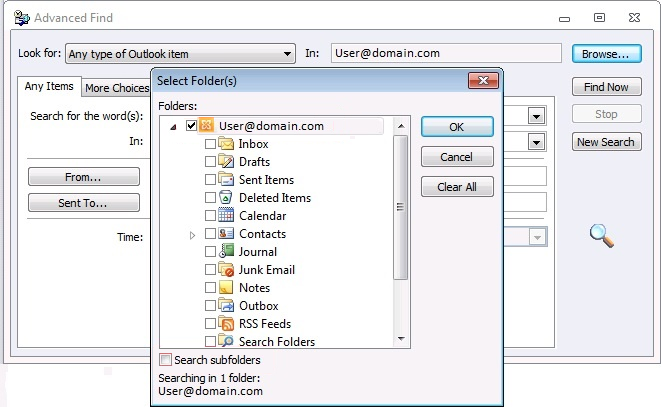 Advanced Find
Look for: Any type of Outlook item In: User@domain.com Browse...
Any Items More Choices
Search for the word(s):
In:
From...
Sent To...
Time:
Find Now
Stop
New Search
Select Folder(s)
Folders:
User@domain.com
Inbox
Drafts
Sent Items
Deleted Items
Calendar
Contacts
Journal
Junk Email
Notes
Outbox
RSS Feeds
Search Folders
OK
Cancel
Clear All
Search subfolders
Searching in 1 folder:
User@domain.com